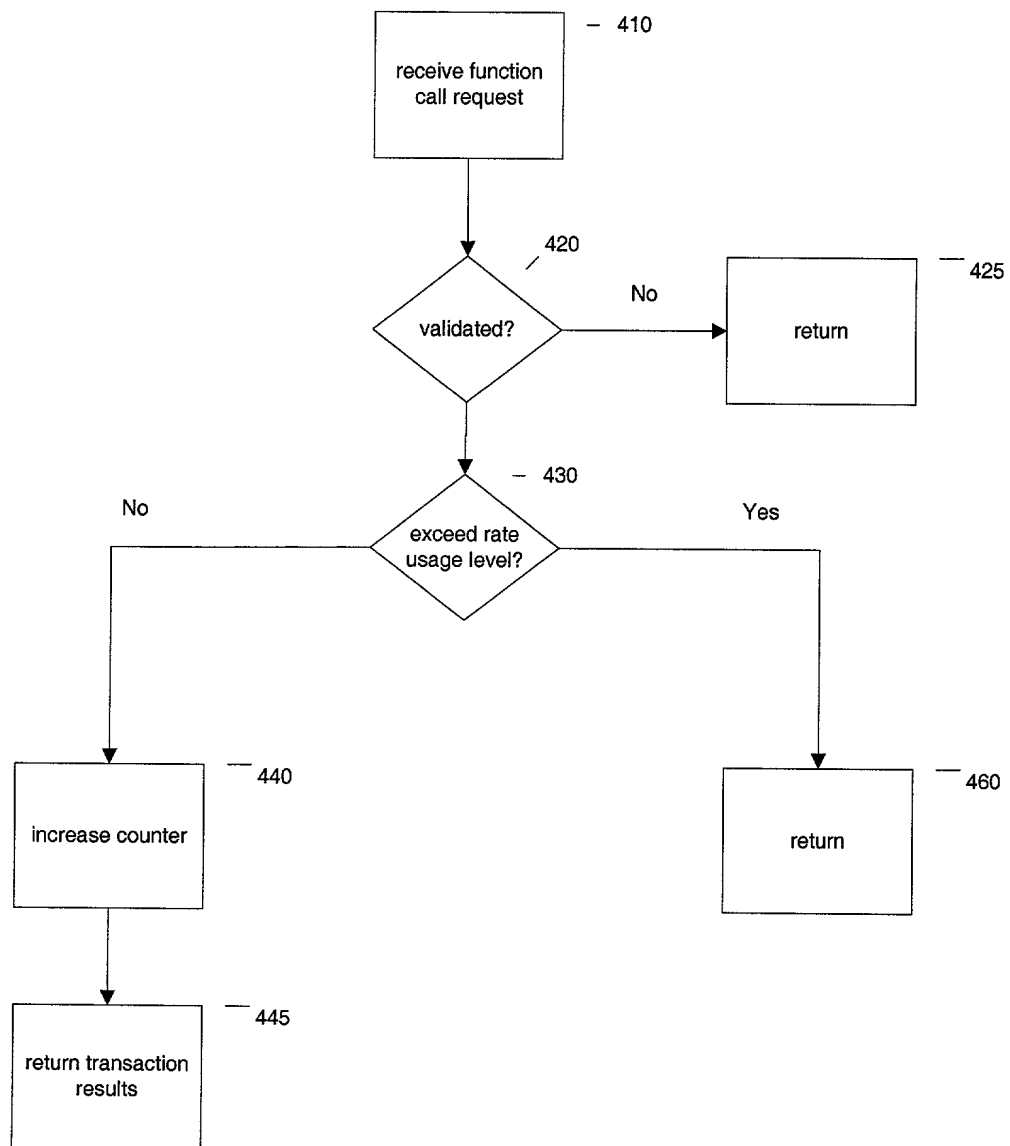 410
receive function
call request
420
validated?
No
425
return
430
exceed rate
usage level?
No
Yes
440
increase counter
460
return
445
return transaction
results